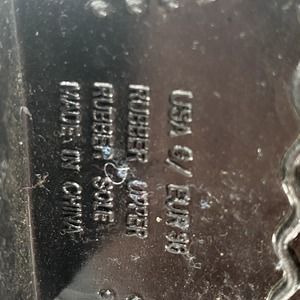 USA 6/ EUR 36
RUBBER UPPER
RUBBER SOLE
MADE IN CHINA